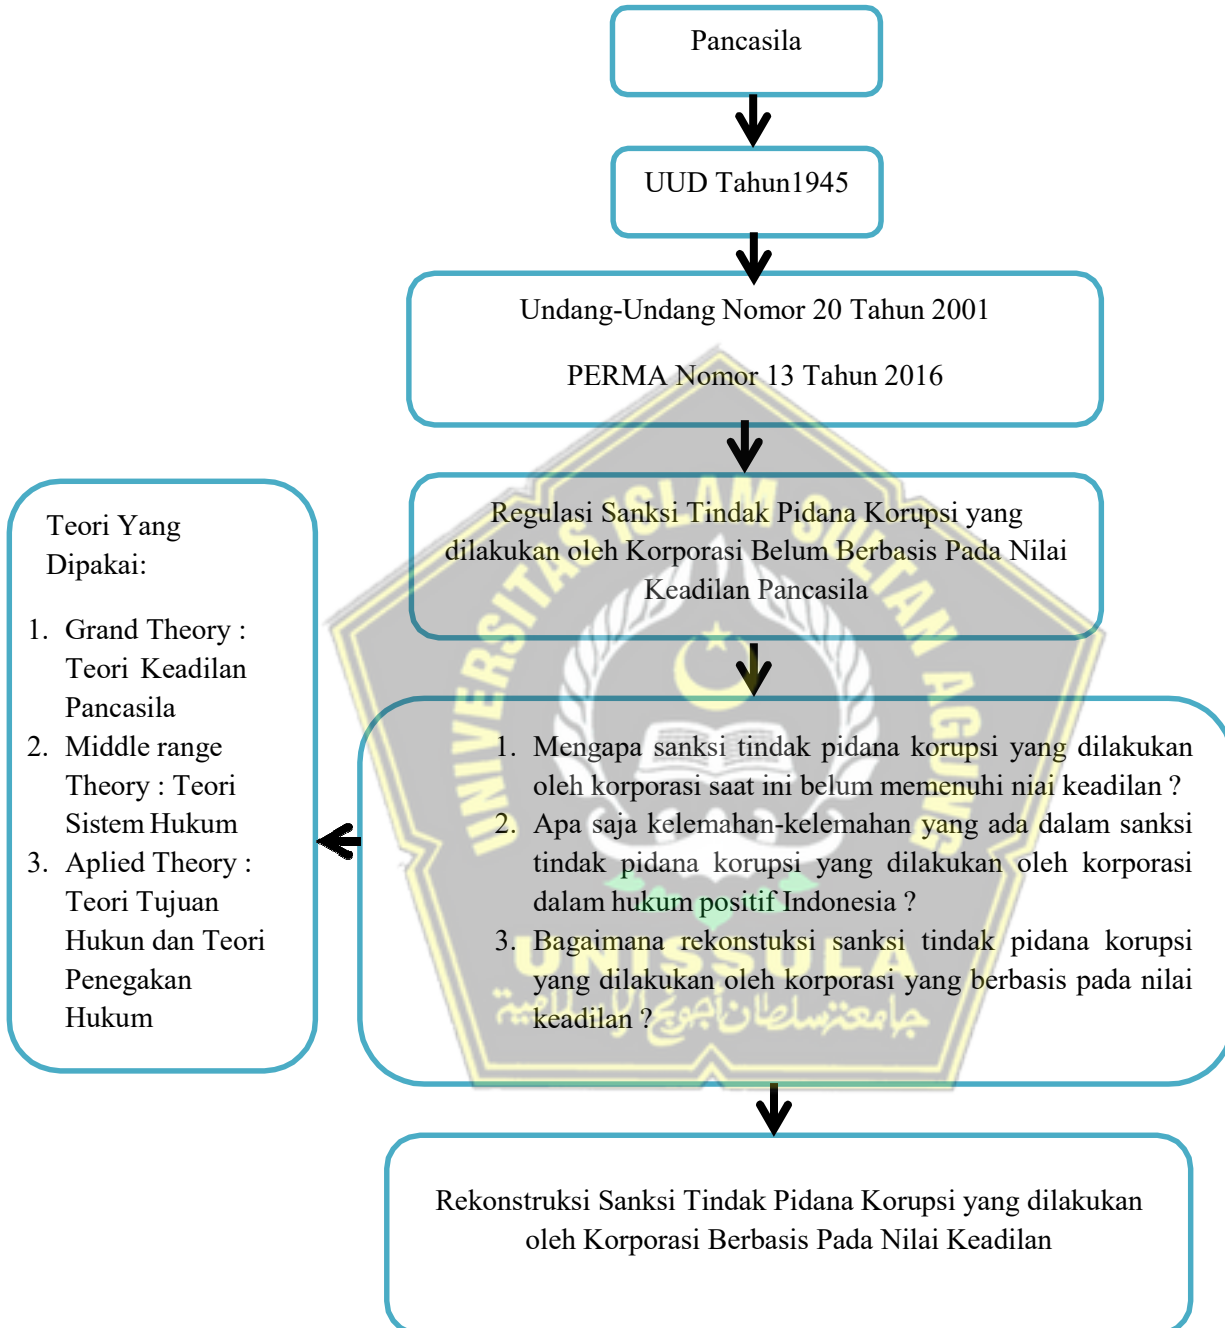 Pancasila
UUD Tahun1945
Undang-Undang Nomor 20 Tahun 2001
PERMA Nomor 13 Tahun 2016
Regulasi Sanksi Tindak Pidana Korupsi yang
dilakukan oleh Korporasi Belum Berbasis Pada Nilai
Keadilan Pancasila
Teori Yang
Dipakai:
1. Grand Theory :
Teori Keadilan
Pancasila
2. Middle range
Theory : Teori
Sistem Hukum
3. Aplied Theory :
Teori Tujuan
Hukun dan Teori
Penegakan
Hukum
1. Mengapa sanksi tindak pidana korupsi yang dilakukan
oleh korporasi saat ini belum memenuhi niai keadilan ?
2. Apa saja kelemahan-kelemahan yang ada dalam sanksi
tindak pidana korupsi yang dilakukan oleh korporasi
dalam hukum positif Indonesia ?
3. Bagaimana rekonstuksi sanksi tindak pidana korupsi
yang dilakukan oleh korporasi yang berbasis pada nilai
keadilan ?
Rekonstruksi Sanksi Tindak Pidana Korupsi yang dilakukan
oleh Korporasi Berbasis Pada Nilai Keadilan
UNIVERSITAS ISLAM SULTAN AGUNG
UNISSULA
جامعتسلطان أجونج الإسلامية